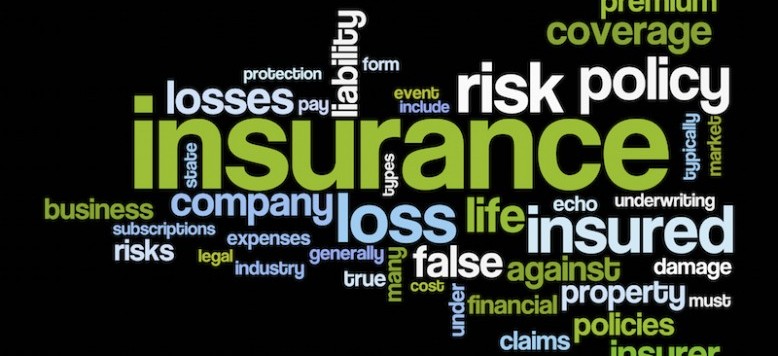 premium
coverage
liability
form
protection
risk policy
losses pay
event
include
insurance
typically
market
state
types
business
company
loss
life
echo
underwriting
insured
subscriptions
risks
expenses
legal
generally
industry
true
many
false
against
damage
cost
under
financial
property
must
policies
claims
insurer